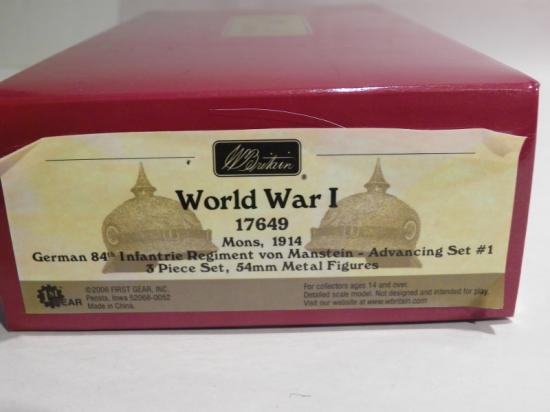 W Britain ®
World War I
17649
Mons, 1914
German 84th Infantrie Regiment von Manstein - Advancing Set #1
3 Piece Set, 54mm Metal Figures
1st GEAR
©2006 FIRST GEAR, INC.
Peosta, Iowa 52068-0052
Made in China.
For collectors ages 14 and over.
Detailed scale model. Not designed and intended for play.
Visit our website at www.wbritain.com